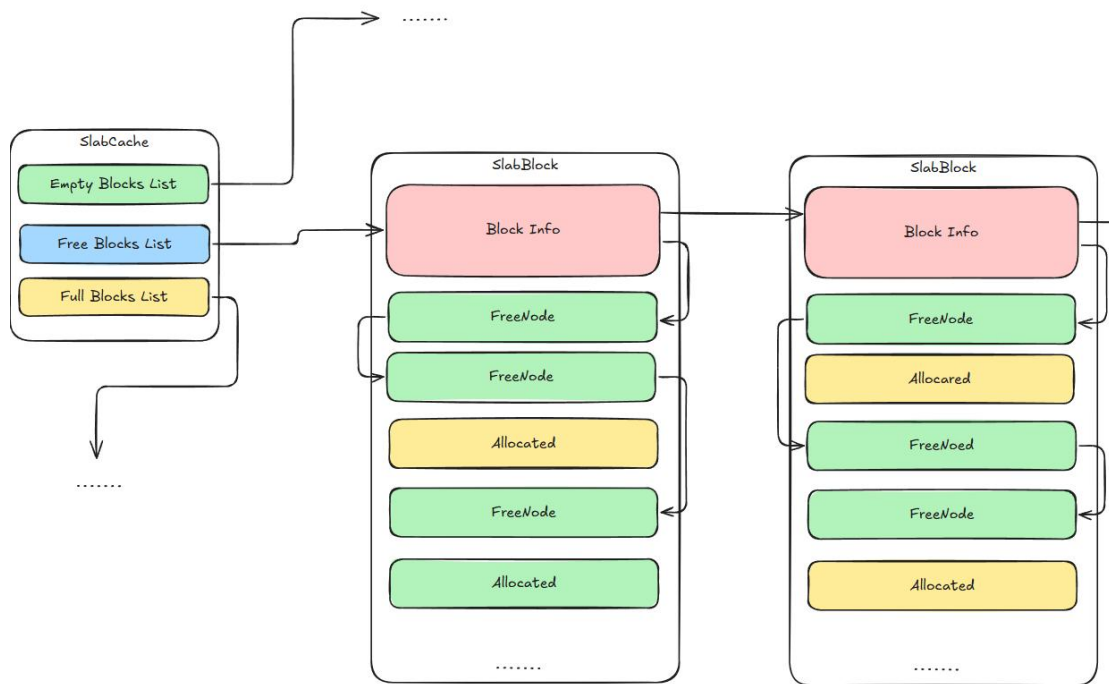 .......
SlabCache
Empty Blocks List
Free Blocks List
Full Blocks List
.......
SlabBlock
Block Info
FreeNode
FreeNode
Allocated
FreeNode
Allocated
.......
SlabBlock
Block Info
FreeNode
Allocared
FreeNoed
FreeNode
Allocated
.......